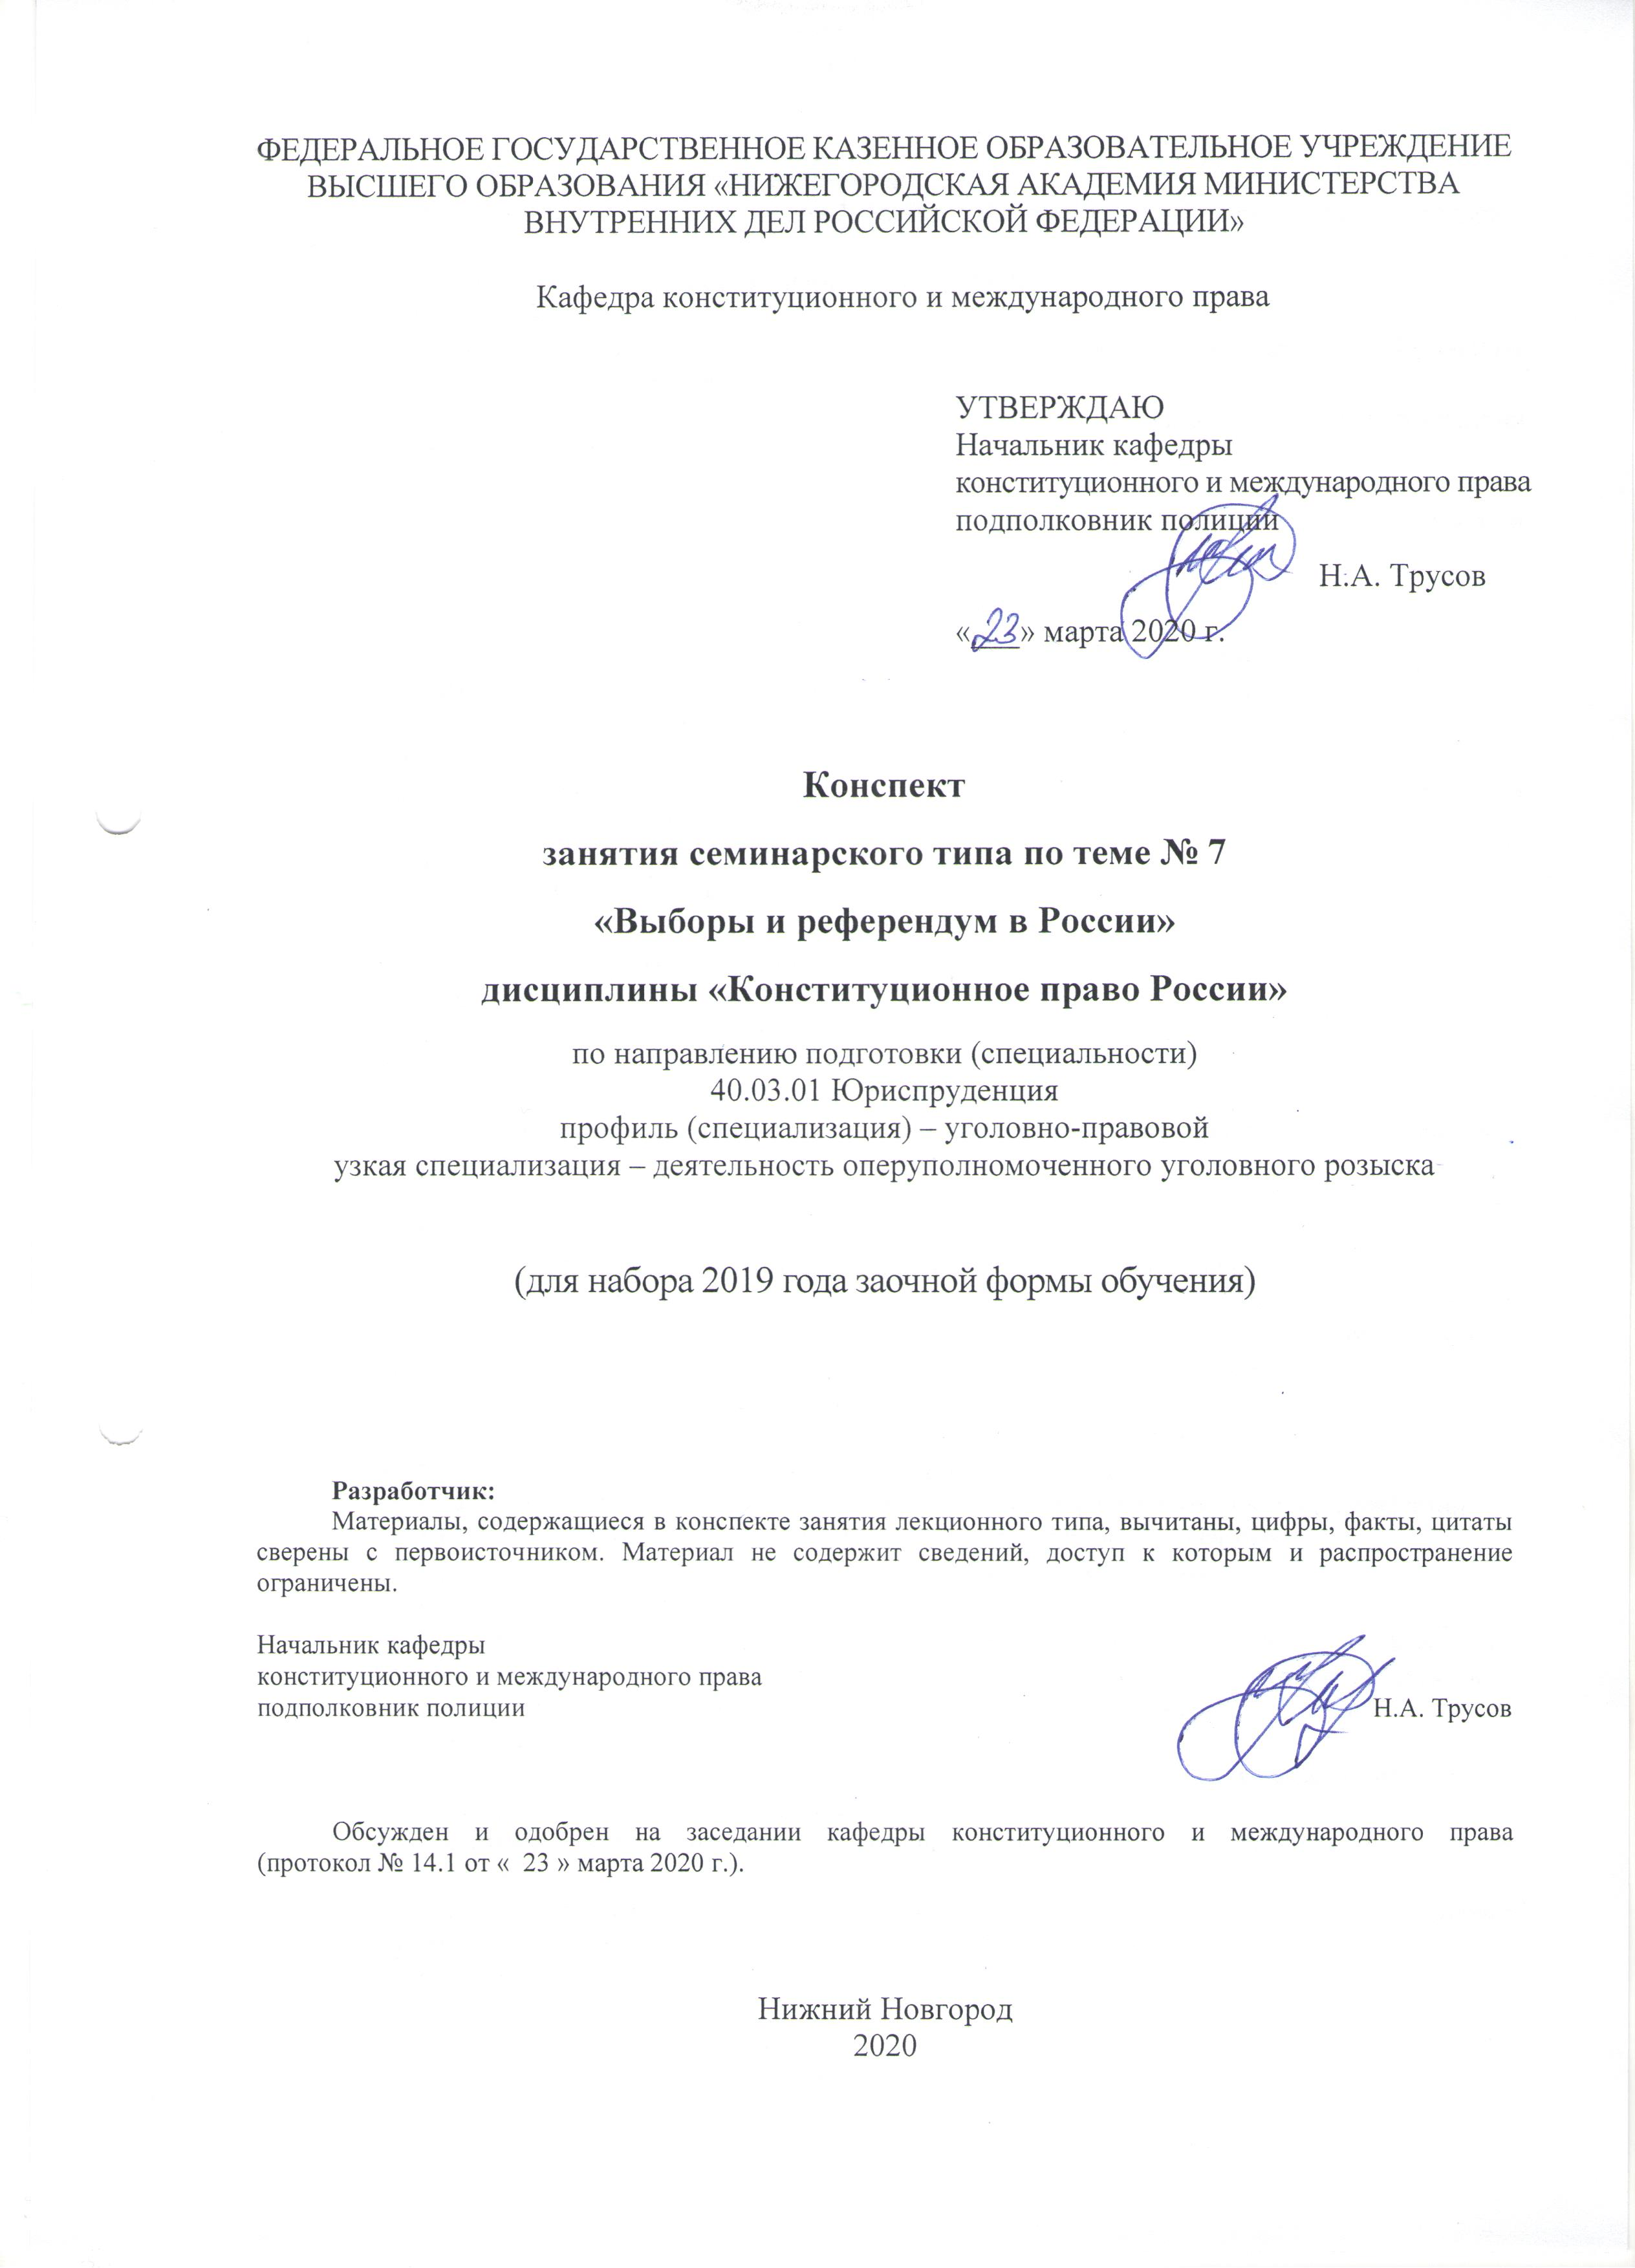 ФЕДЕРАЛЬНОЕ ГОСУДАРСТВЕННОЕ КАЗЕННОЕ ОБРАЗОВАТЕЛЬНОЕ УЧРЕЖДЕНИЕ
ВЫСШЕГО ОБРАЗОВАНИЯ «НИЖЕГОРОДСКАЯ АКАДЕМИЯ МИНИСТЕРСТВА
ВНУТРЕННИХ ДЕЛ РОССИЙСКОЙ ФЕДЕРАЦИИ»
Кафедра конституционного и международного права
УТВЕРЖДАЮ
Начальник кафедры
конституционного и международного права
подполковник полиции
Н.А. Трусов
«23» марта 2020 г.
Конспект
занятия семинарского типа по теме № 7
«Выборы и референдум в России»
дисциплины «Конституционное право России»
по направлению подготовки (специальности)
40.03.01 Юриспруденция
профиль (специализация) – уголовно-правовой
узкая специализация – деятельность оперуполномоченного уголовного розыска
(для набора 2019 года заочной формы обучения)
Разработчик:
Материалы, содержащиеся в конспекте занятия лекционного типа, вычитаны, цифры, факты, цитаты
сверены с первоисточником. Материал не содержит сведений, доступ к которым и распространение
ограничены.
Начальник кафедры
конституционного и международного права
подполковник полиции Н.А. Трусов
Обсужден и одобрен на заседании кафедры конституционного и международного права
(протокол № 14.1 от « 23 » марта 2020 г.).
Нижний Новгород
2020